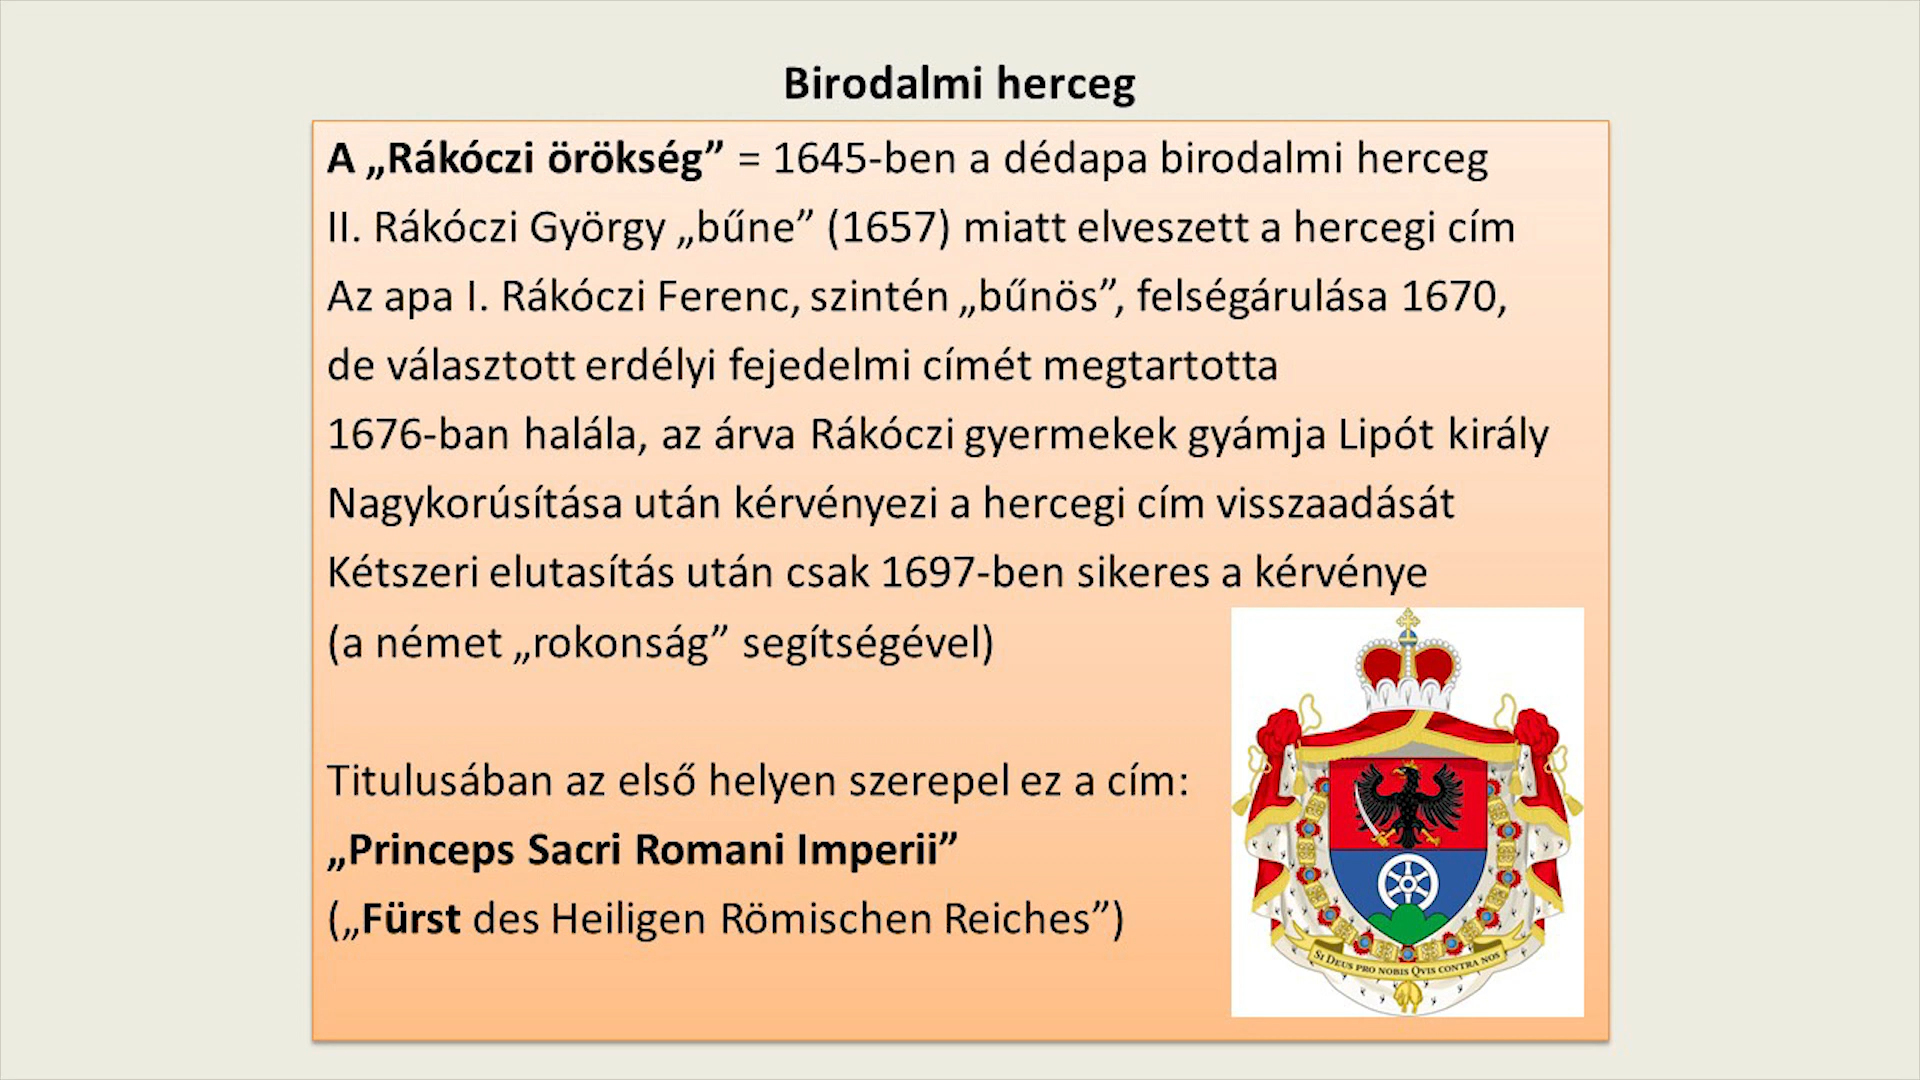 Birodalmi herceg
A „Rákóczi örökség” = 1645-ben a dédapa birodalmi herceg
II. Rákóczi György „bűne” (1657) miatt elveszett a hercegi cím
Az apa I. Rákóczi Ferenc, szintén „bűnös”, felségárulása 1670,
de választott erdélyi fejedelmi címét megtartotta
1676-ban halála, az árva Rákóczi gyermekek gyámja Lipót király
Nagykorúsítása után kérvényezi a hercegi cím visszaadását
Kétszeri elutasítás után csak 1697-ben sikeres a kérvénye
(a német „rokonság” segítségével)
Titulusában az első helyen szerepel ez a cím:
„Princeps Sacri Romani Imperii”
(„Fürst des Heiligen Römischen Reiches”)
SI DEUS PRO NOBIS QVIS CONTRA NOS